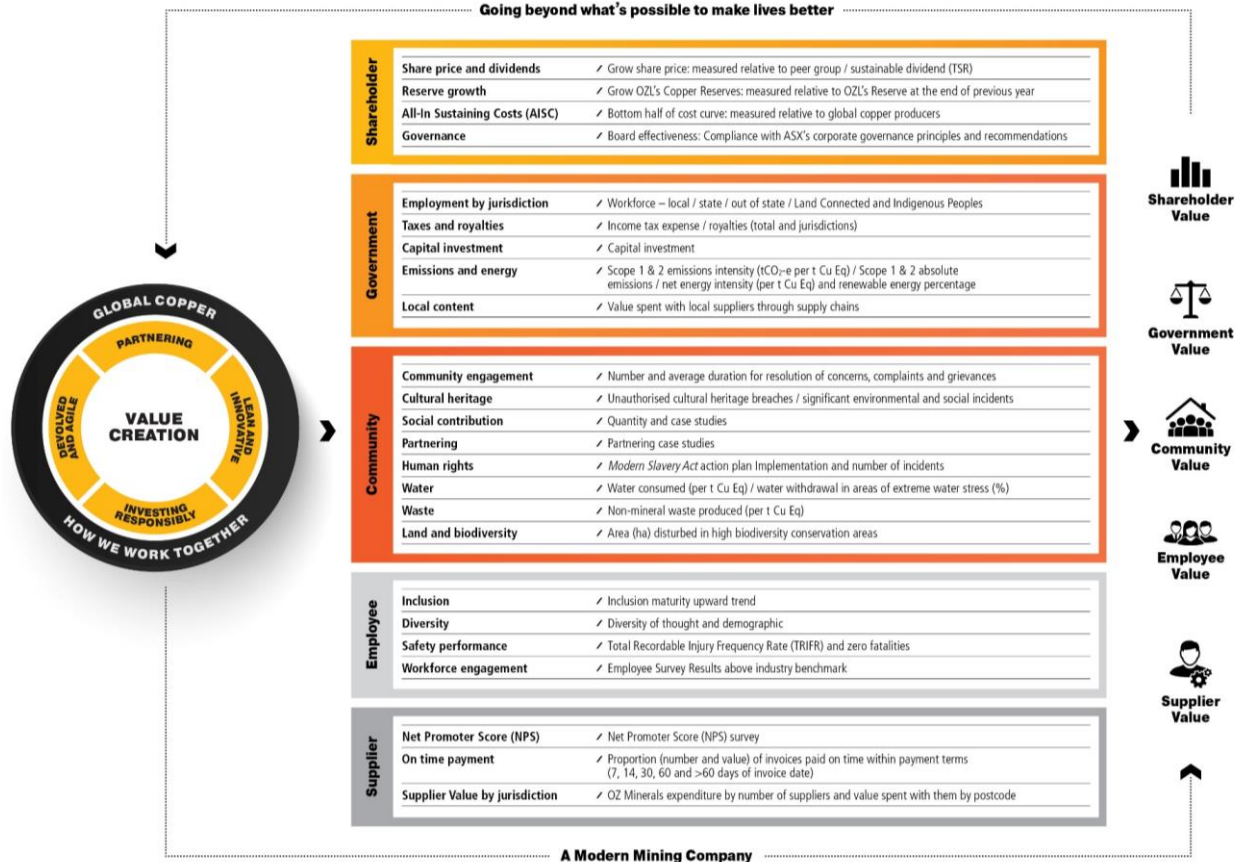 Going beyond what's possible to make lives better
GLOBAL COPPER
PARTNERING
DEVOLVED
AND AGILE
LEAN AND
INNOVATIVE
VALUE
CREATION
INVESTING
RESPONSIBLY
HOW WE WORK TOGETHER
Shareholder
Share price and dividends ⁄ Grow share price: measured relative to peer group / sustainable dividend (TSR)
Reserve growth ⁄ Grow OZL's Copper Reserves: measured relative to OZL's Reserve at the end of previous year
All-In Sustaining Costs (AISC) ⁄ Bottom half of cost curve: measured relative to global copper producers
Governance ⁄ Board effectiveness: Compliance with ASX's corporate governance principles and recommendations
Government
Employment by jurisdiction ⁄ Workforce – local / state / out of state / Land Connected and Indigenous Peoples
Taxes and royalties ⁄ Income tax expense / royalties (total and jurisdictions)
Capital investment ⁄ Capital investment
Emissions and energy ⁄ Scope 1 & 2 emissions intensity (tCO₂-e per t Cu Eq) / Scope 1 & 2 absolute
emissions / net energy intensity (per t Cu Eq) and renewable energy percentage
Local content ⁄ Value spent with local suppliers through supply chains
Community
Community engagement ⁄ Number and average duration for resolution of concerns, complaints and grievances
Cultural heritage ⁄ Unauthorised cultural heritage breaches / significant environmental and social incidents
Social contribution ⁄ Quantity and case studies
Partnering ⁄ Partnering case studies
Human rights ⁄ Modern Slavery Act action plan Implementation and number of incidents
Water ⁄ Water consumed (per t Cu Eq) / water withdrawal in areas of extreme water stress (%)
Waste ⁄ Non-mineral waste produced (per t Cu Eq)
Land and biodiversity ⁄ Area (ha) disturbed in high biodiversity conservation areas
Employee
Inclusion ⁄ Inclusion maturity upward trend
Diversity ⁄ Diversity of thought and demographic
Safety performance ⁄ Total Recordable Injury Frequency Rate (TRIFR) and zero fatalities
Workforce engagement ⁄ Employee Survey Results above industry benchmark
Supplier
Net Promoter Score (NPS) ⁄ Net Promoter Score (NPS) survey
On time payment ⁄ Proportion (number and value) of invoices paid on time within payment terms
(7, 14, 30, 60 and >60 days of invoice date)
Supplier Value by jurisdiction ⁄ OZ Minerals expenditure by number of suppliers and value spent with them by postcode
Shareholder
Value
Government
Value
Community
Value
Employee
Value
Supplier
Value
A Modern Mining Company